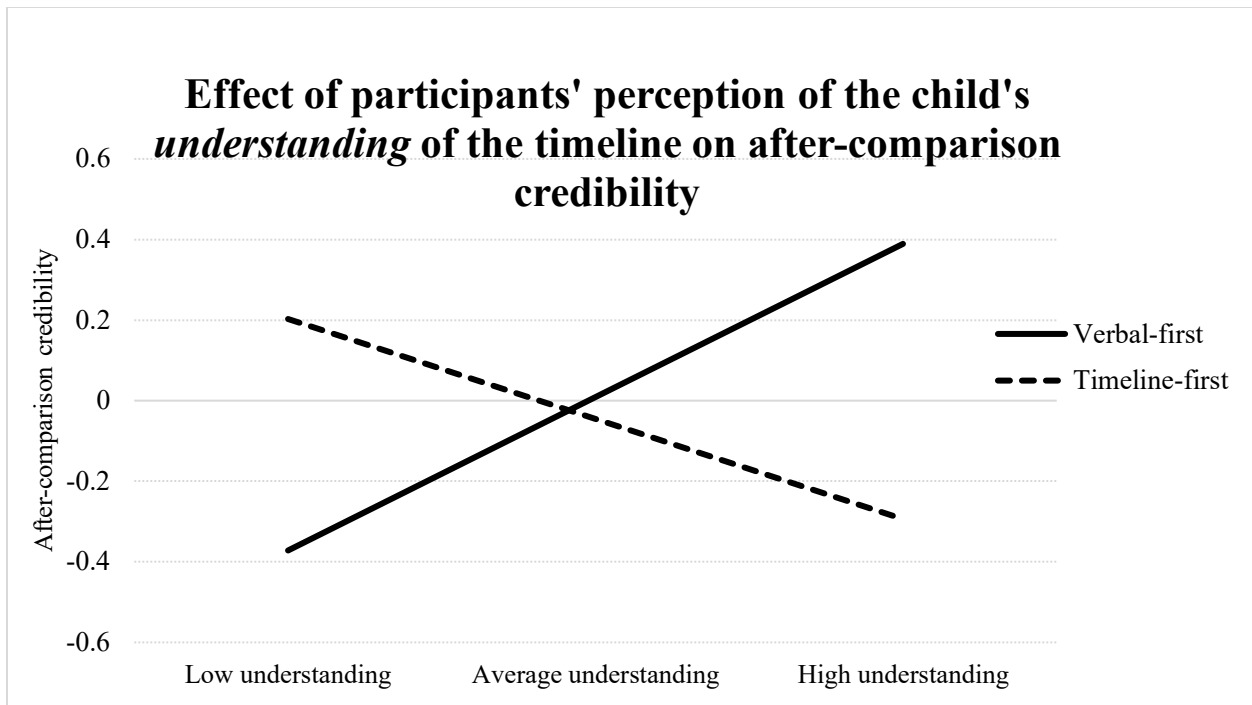 Effect of participants' perception of the child's
understanding of the timeline on after-comparison
credibility
After-comparison credibility
0.6
0.4
0.2
0
-0.2
-0.4
-0.6
Low understanding
Average understanding
High understanding
Verbal-first
Timeline-first